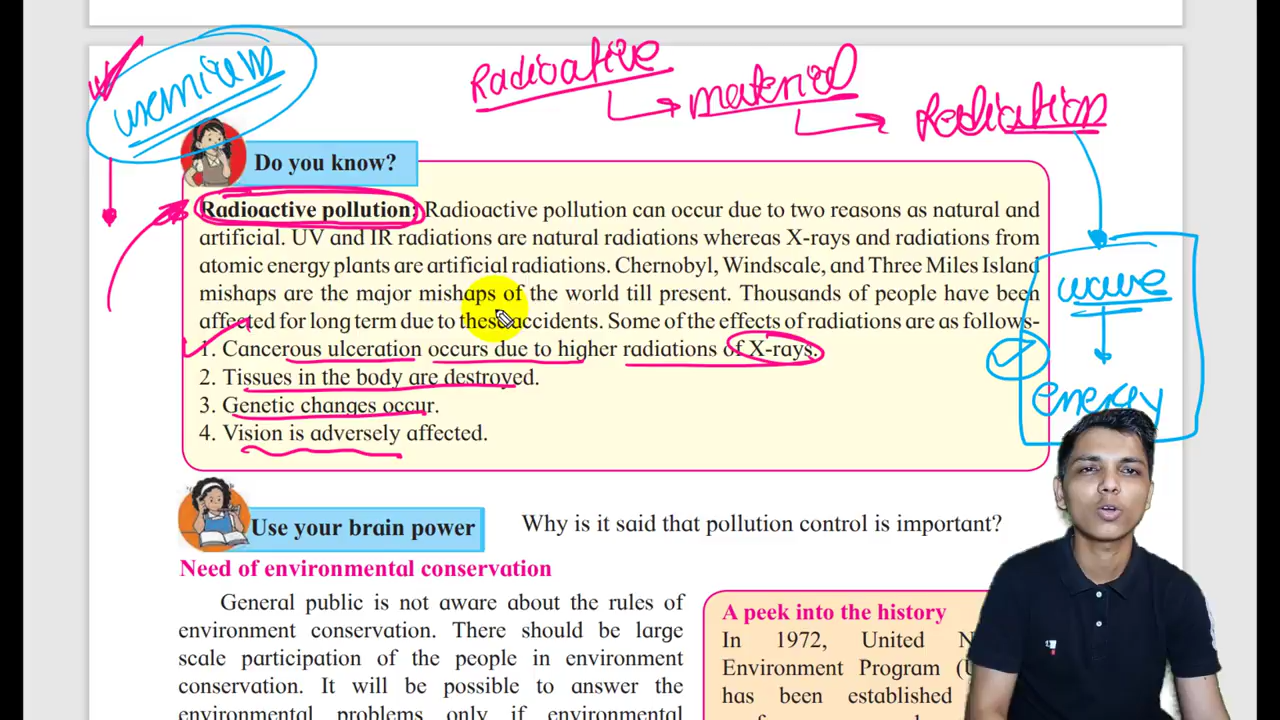 uranium
Radioative
material
Radiation
Do you know?
Radioactive pollution: Radioactive pollution can occur due to two reasons as natural and
artificial. UV and IR radiations are natural radiations whereas X-rays and radiations from
atomic energy plants are artificial radiations. Chernobyl, Windscale, and Three Miles Island
mishaps are the major mishaps of the world till present. Thousands of people have been
affected for long term due to these accidents. Some of the effects of radiations are as follows-
1. Cancerous ulceration occurs due to higher radiations of X-rays.
2. Tissues in the body are destroyed.
3. Genetic changes occur.
4. Vision is adversely affected.
wave
energy
Use your brain power
Why is it said that pollution control is important?
Need of environmental conservation
General public is not aware about the rules of
environment conservation. There should be large
scale participation of the people in environment
conservation. It will be possible to answer the
environmental problems only if environmental
A peek into the history
In 1972, United
Environment Program
has been established